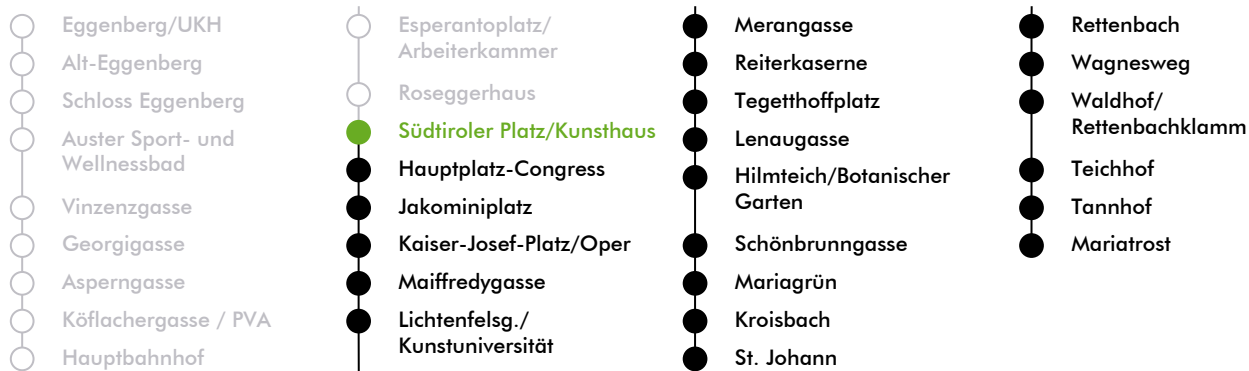 Eggenberg/UKH
Alt-Eggenberg
Schloss Eggenberg
Auster Sport- und
Wellnessbad
Vinzenzgasse
Georgigasse
Asperngasse
Köflachergasse / PVA
Hauptbahnhof
Esperantoplatz/
Arbeiterkammer
Roseggerhaus
Südtiroler Platz/Kunsthaus
Hauptplatz-Congress
Jakominiplatz
Kaiser-Josef-Platz/Oper
Maiffredygasse
Lichtenfelsg./
Kunstuniversität
Merangasse
Reiterkaserne
Tegetthoffplatz
Lenaugasse
Hilmteich/Botanischer
Garten
Schönbrunngasse
Mariagrün
Kroisbach
St. Johann
Rettenbach
Wagnesweg
Waldhof/
Rettenbachklamm
Teichhof
Tannhof
Mariatrost